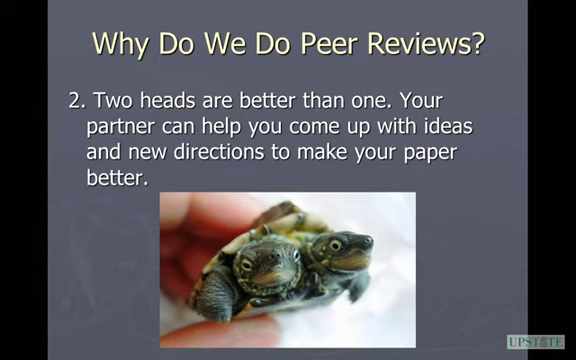 Why Do We Do Peer Reviews?
2. Two heads are better than one. Your
partner can help you come up with ideas
and new directions to make your paper
better.
UPSTATE